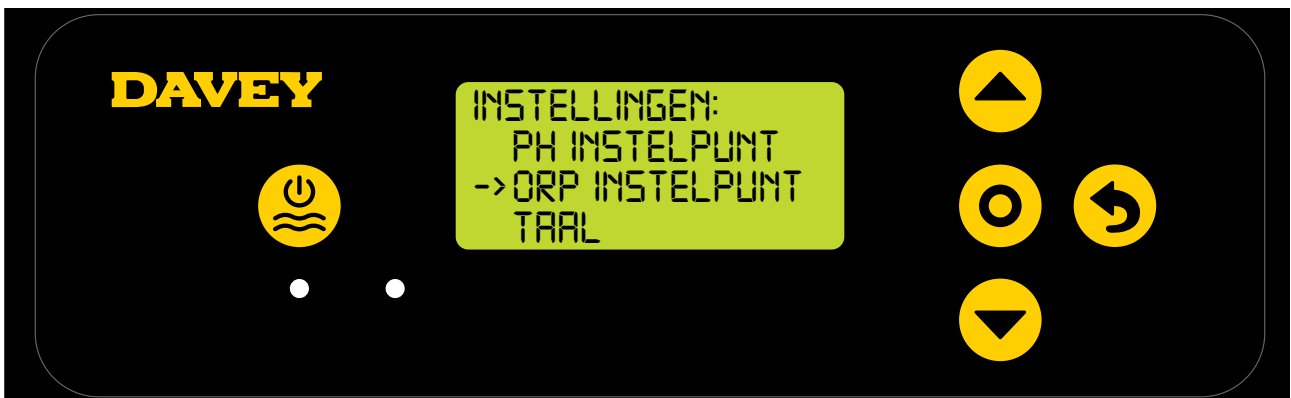 DAVEY
INSTELLINGEN:
PH INSTELPUNT
->ORP INSTELPUNT
TAAL